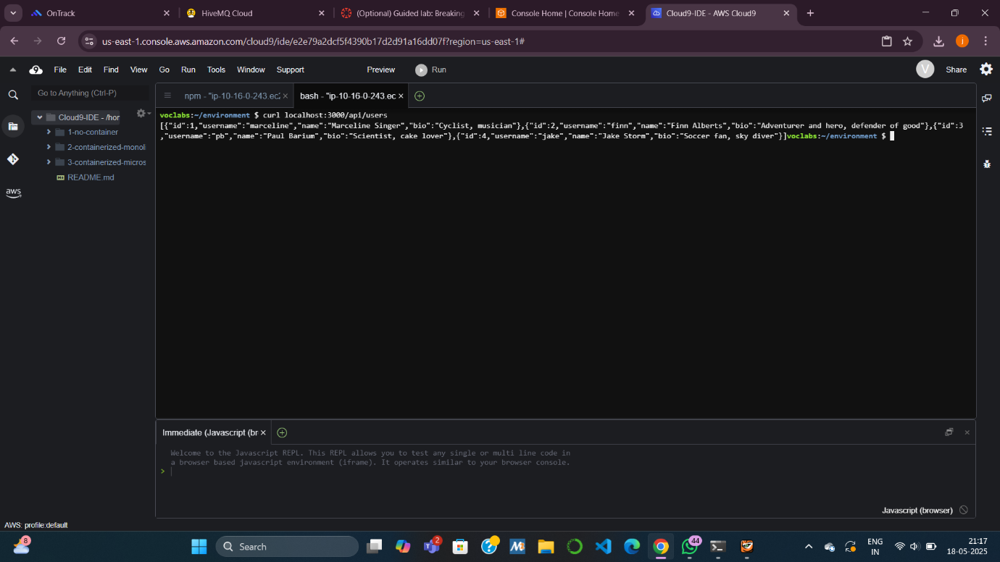 OnTrack
HiveMQ Cloud
(Optional) Guided lab: Breaking
Console Home | Console Home
Cloud9-IDE - AWS Cloud9
us-east-1.console.aws.amazon.com/cloud9/ide/e2e79a2dcf5f4390b17d2d91a16dd07f?region=us-east-1#
j
9 File Edit Find View Go Run Tools Window Support Preview Run V Share
Go to Anything (Ctrl-P)
npm - "ip-10-16-0-243.ec2
bash - "ip-10-16-0-243.ec
Cloud9-IDE - /hor
1-no-container
2-containerized-monoli
3-containerized-micros
README.md
aws
voclabs:~/environment $ curl localhost:3000/api/users
[{"id":1,"username":"marceline","name":"Marceline Singer","bio":"Cyclist, musician"},{"id":2,"username":"finn","name":"Finn Alberts","bio":"Adventurer and hero, defender of good"},{"id":3
,"username":"pb","name":"Paul Barium","bio":"Scientist, cake lover"},{"id":4,"username":"jake","name":"Jake Storm","bio":"Soccer fan, sky diver"}]voclabs:~/environment $
Immediate (Javascript (br
Welcome to the Javascript REPL. This REPL allows you to test any single or multi line code in
a browser based javascript environment (iframe). It operates similar to your browser console.
>
Javascript (browser)
AWS: profile:default
8
Search
2
44
ENG
IN
21:17
18-05-2025